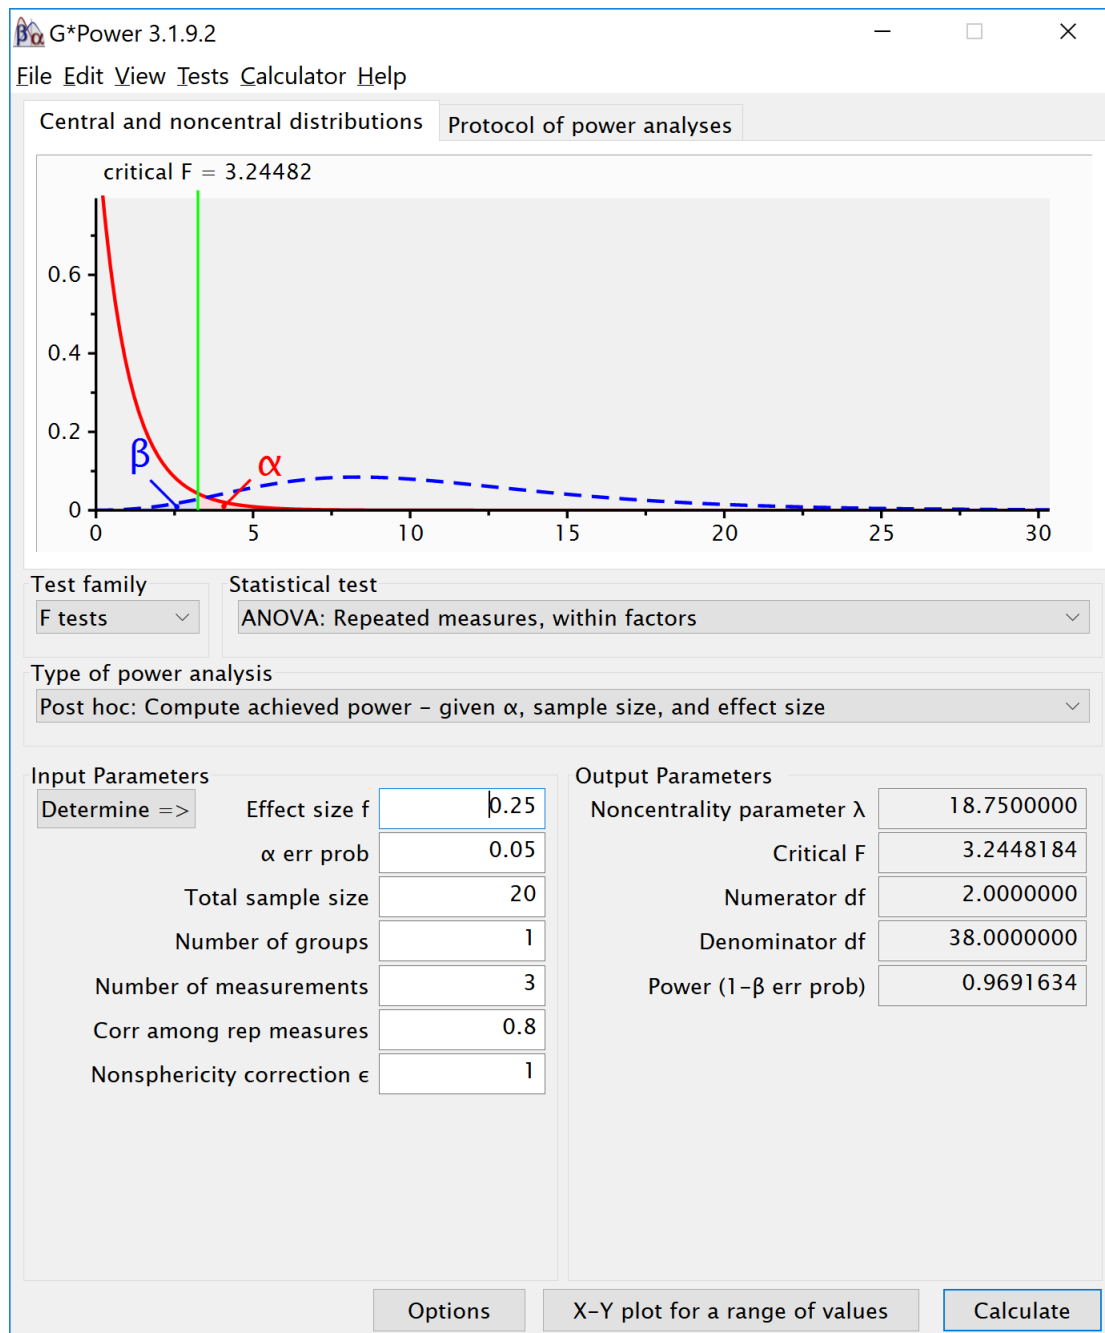 G*Power 3.1.9.2
File Edit View Tests Calculator Help
Central and noncentral distributions Protocol of power analyses
critical F = 3.24482
0.6
0.4
0.2
0
β α
0 5 10 15 20 25 30
Test family Statistical test
F tests ANOVA: Repeated measures, within factors
Type of power analysis
Post hoc: Compute achieved power – given α, sample size, and effect size
Input Parameters Output Parameters
Determine => Effect size f 0.25 Noncentrality parameter λ 18.7500000
α err prob 0.05 Critical F 3.2448184
Total sample size 20 Numerator df 2.0000000
Number of groups 1 Denominator df 38.0000000
Number of measurements 3 Power (1–β err prob) 0.9691634
Corr among rep measures 0.8
Nonsphericity correction ϵ 1
Options X–Y plot for a range of values Calculate